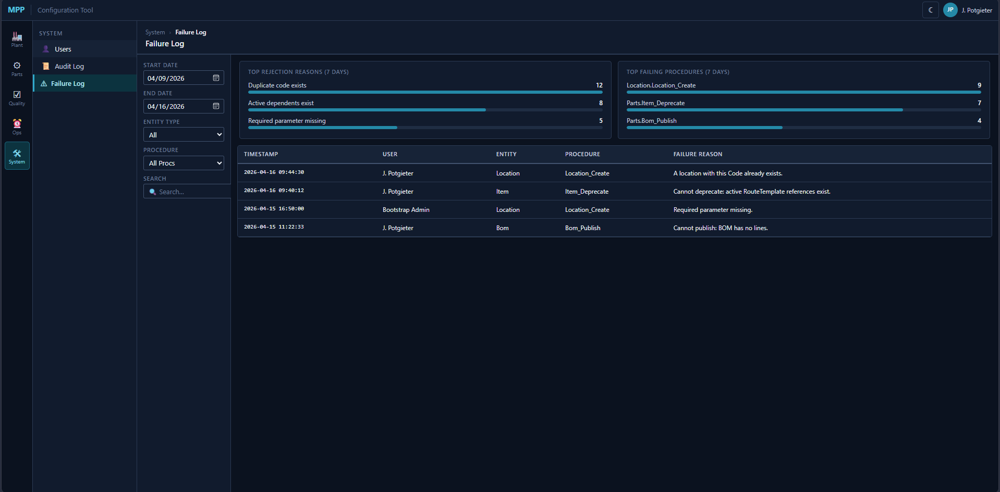 MPP Configuration Tool
JP J. Potgieter
Plant
Parts
Quality
Ops
System
SYSTEM
Users
Audit Log
Failure Log
System › Failure Log
Failure Log
START DATE
04/09/2026
END DATE
04/16/2026
ENTITY TYPE
All
PROCEDURE
All Procs
SEARCH
Search...
TOP REJECTION REASONS (7 DAYS)
Duplicate code exists 12
Active dependents exist 8
Required parameter missing 5
TOP FAILING PROCEDURES (7 DAYS)
Location.Location_Create 9
Parts.Item_Deprecate 7
Parts.Bom_Publish 4
TIMESTAMP USER ENTITY PROCEDURE FAILURE REASON
2026-04-16 09:44:30 J. Potgieter Location Location_Create A location with this Code already exists.
2026-04-16 09:40:12 J. Potgieter Item Item_Deprecate Cannot deprecate: active RouteTemplate references exist.
2026-04-15 16:50:00 Bootstrap Admin Location Location_Create Required parameter missing.
2026-04-15 11:22:33 J. Potgieter Bom Bom_Publish Cannot publish: BOM has no lines.